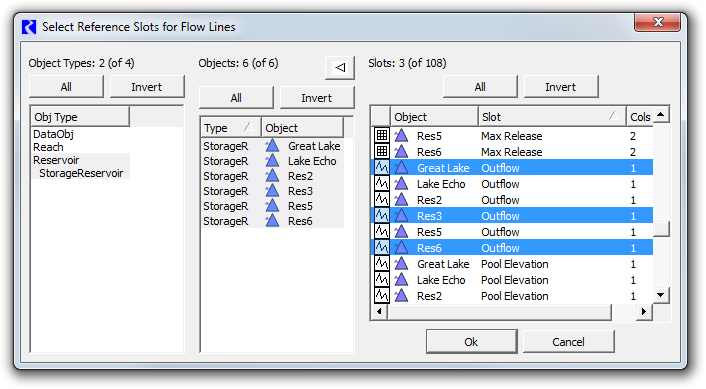 Select Reference Slots for Flow Lines
Object Types: 2 (of 4)
All Invert
Obj Type
DataObj
Reach
Reservoir
StorageReservoir
Objects: 6 (of 6)
All Invert
Type Object
StorageR Great Lake
StorageR Lake Echo
StorageR Res2
StorageR Res3
StorageR Res5
StorageR Res6
Slots: 3 (of 108)
All Invert
Object Slot Cols
Res5 Max Release 2
Res6 Max Release 2
Great Lake Outflow 1
Lake Echo Outflow 1
Res2 Outflow 1
Res3 Outflow 1
Res5 Outflow 1
Res6 Outflow 1
Great Lake Pool Elevation 1
Lake Echo Pool Elevation 1
Res2 Pool Elevation 1
Ok Cancel